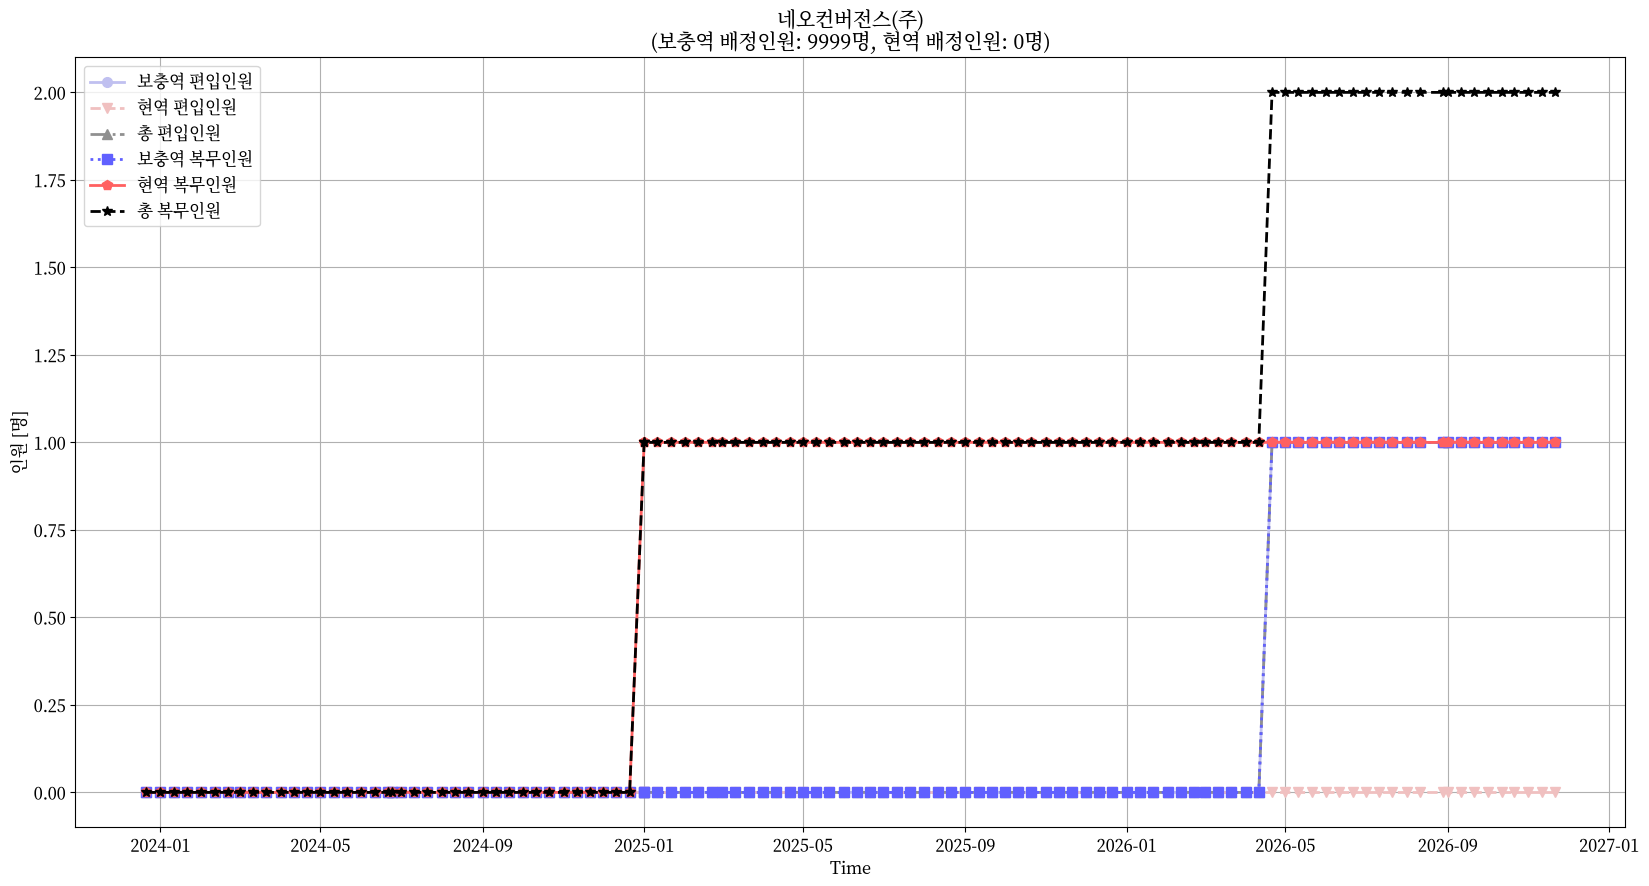 네오컨버전스(주)
(보충역 배정인원: 9999명, 현역 배정인원: 0명)
보충역 편입인원
현역 편입인원
총 편입인원
보충역 복무인원
현역 복무인원
총 복무인원
2.00
1.75
1.50
1.25
1.00
0.75
0.50
0.25
0.00
인원 [명]
2024-01
2024-05
2024-09
2025-01
2025-05
2025-09
2026-01
2026-05
2026-09
2027-01
Time